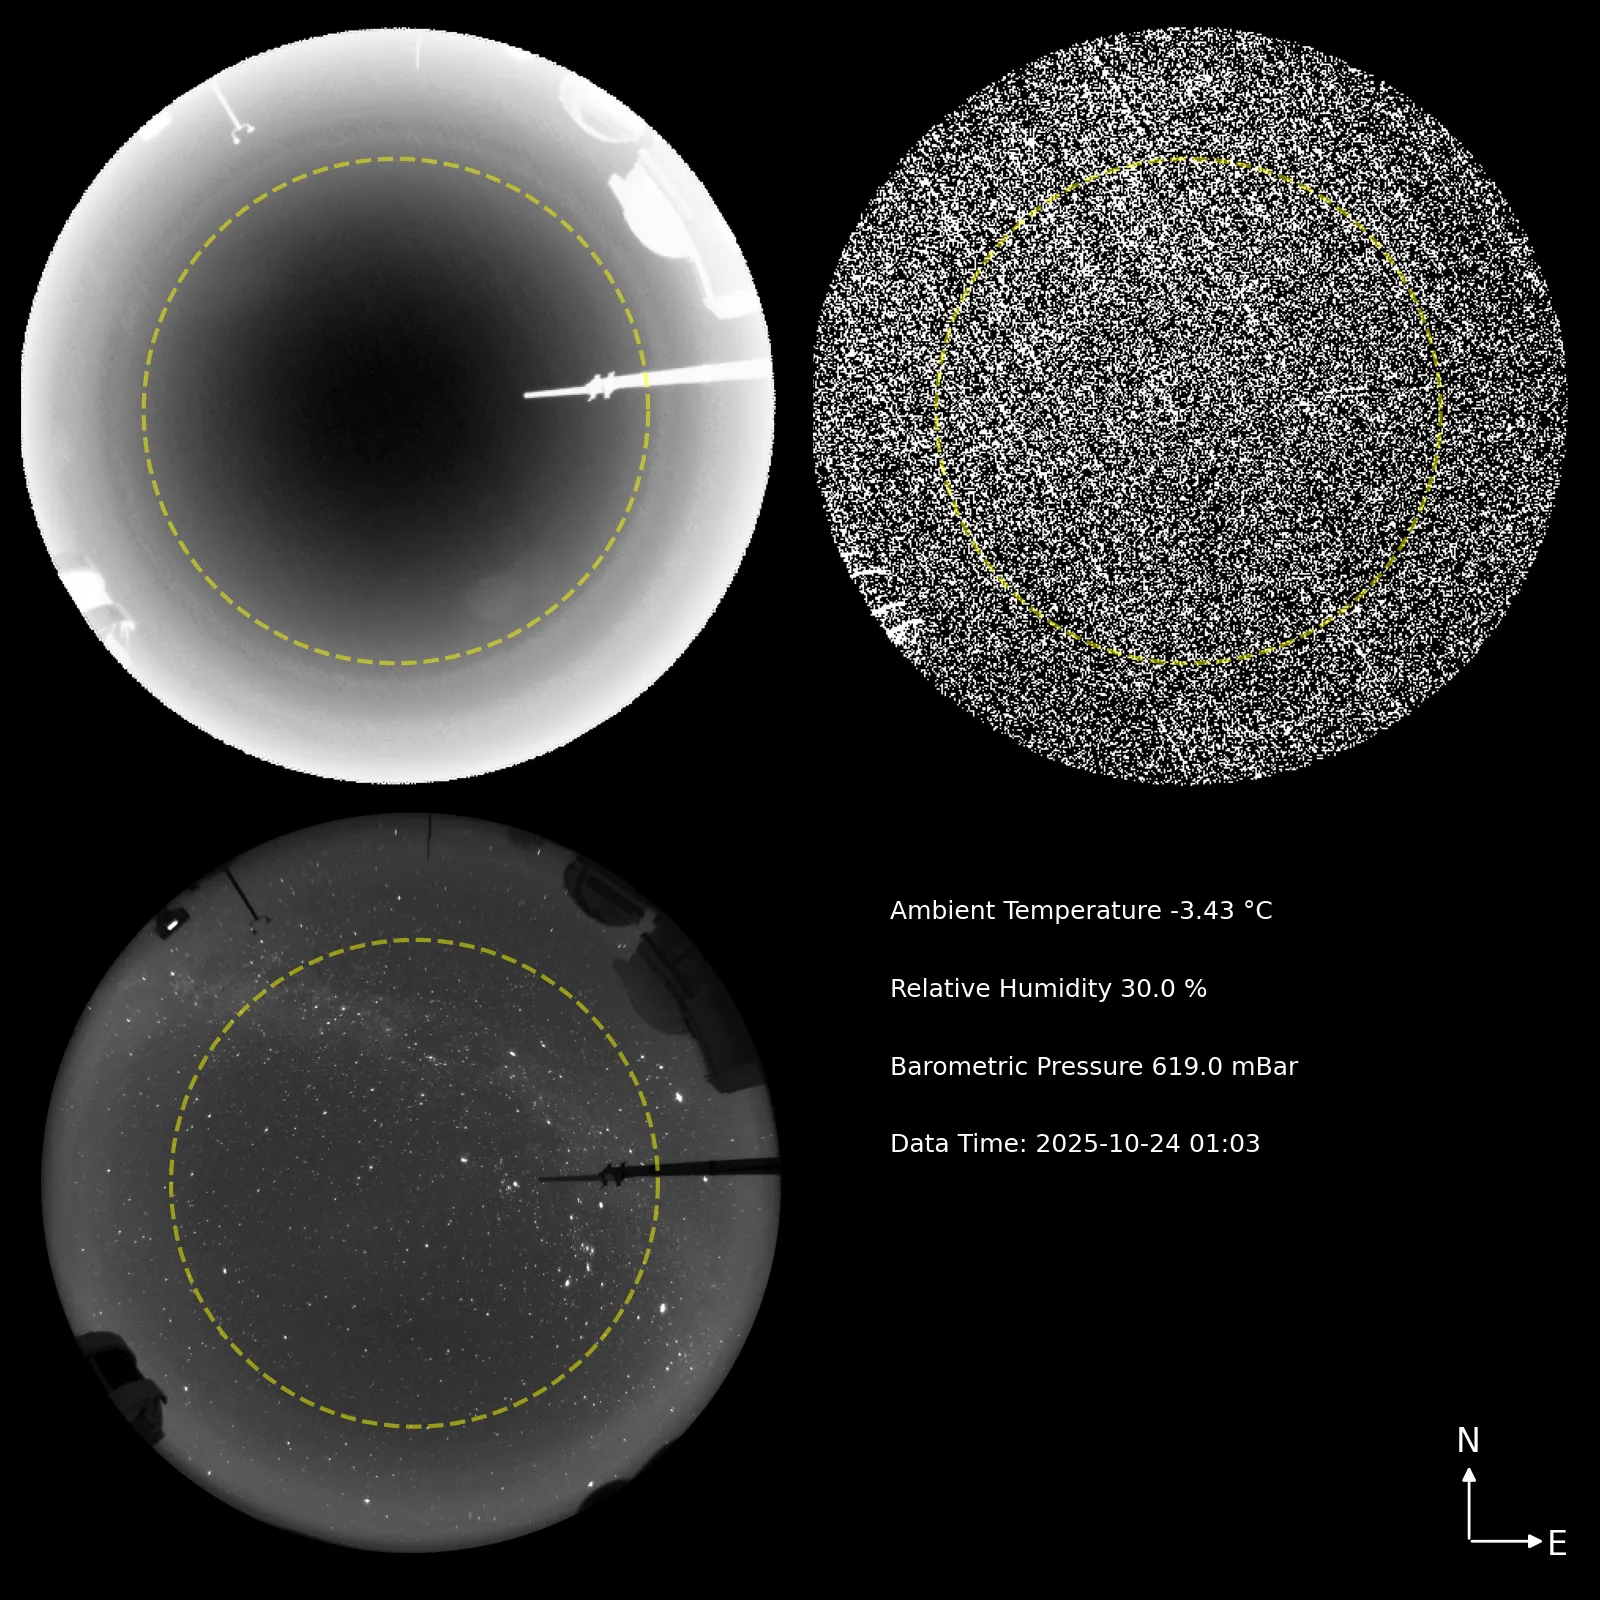 Ambient Temperature -3.43 °C
Relative Humidity 30.0 %
Barometric Pressure 619.0 mBar
Data Time: 2025-10-24 01:03
N
E